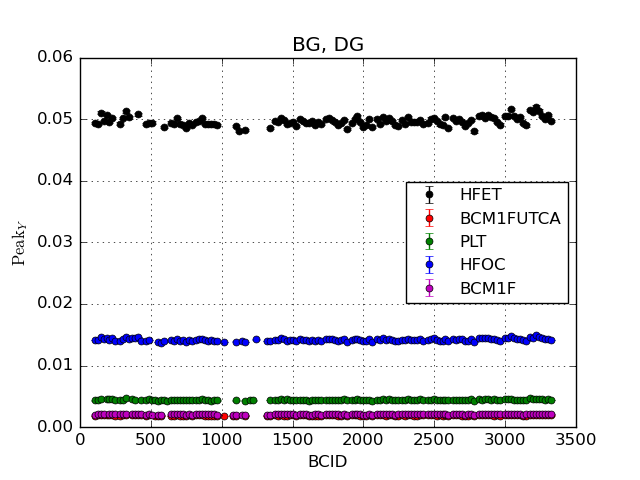 BG, DG
0.06
0.05
0.04
0.03
0.02
0.01
0.00
Peak_Y
HFET
BCM1FUTCA
PLT
HFOC
BCM1F
0 500 1000 1500 2000 2500 3000 3500
BCID